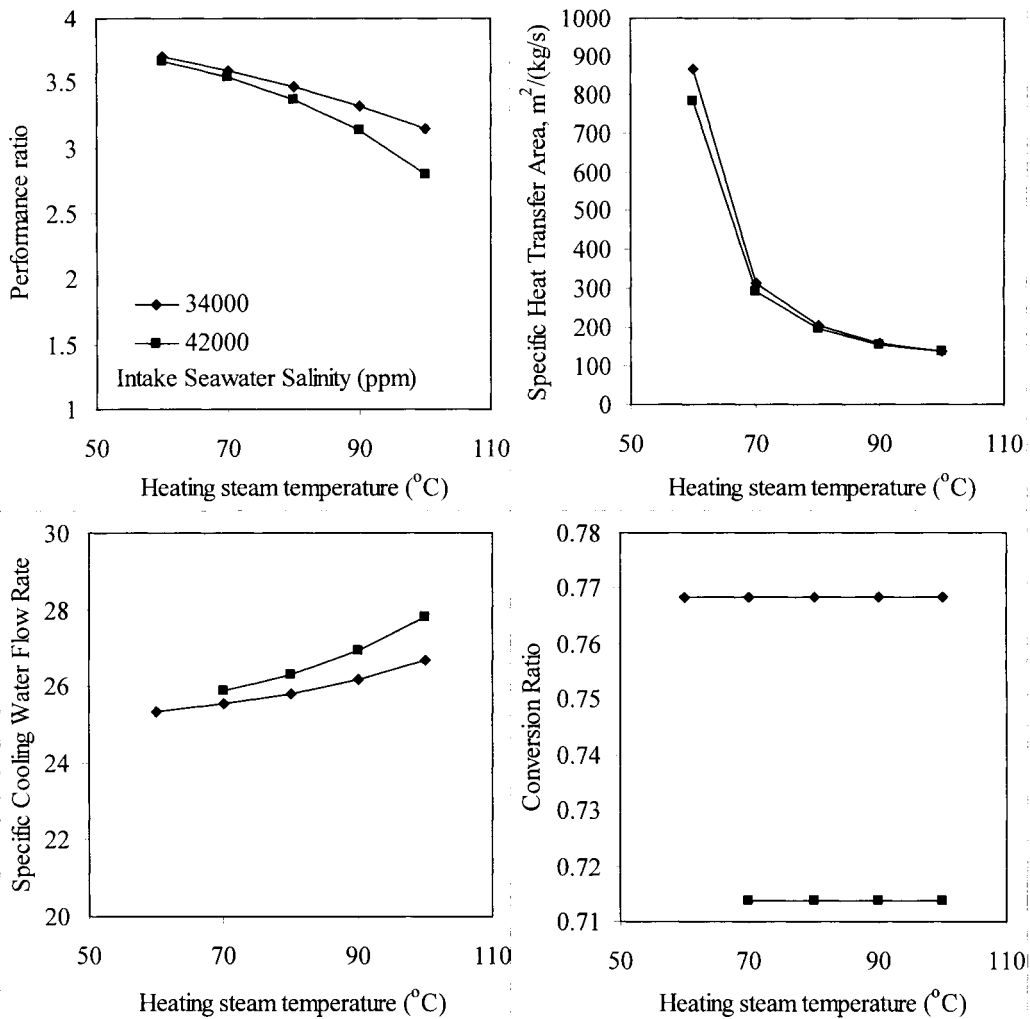 4
3.5
3
2.5
2
1.5
1
Performance ratio
34000
42000
Intake Seawater Salinity (ppm)
50 70 90 110
Heating steam temperature (°C)
1000
900
800
700
600
500
400
300
200
100
0
Specific Heat Transfer Area, m²/(kg/s)
50 70 90 110
Heating steam temperature (°C)
30
28
26
24
22
20
Specific Cooling Water Flow Rate
50 70 90 110
Heating steam temperature (°C)
0.78
0.77
0.76
0.75
0.74
0.73
0.72
0.71
Conversion Ratio
50 70 90 110
Heating steam temperature (°C)